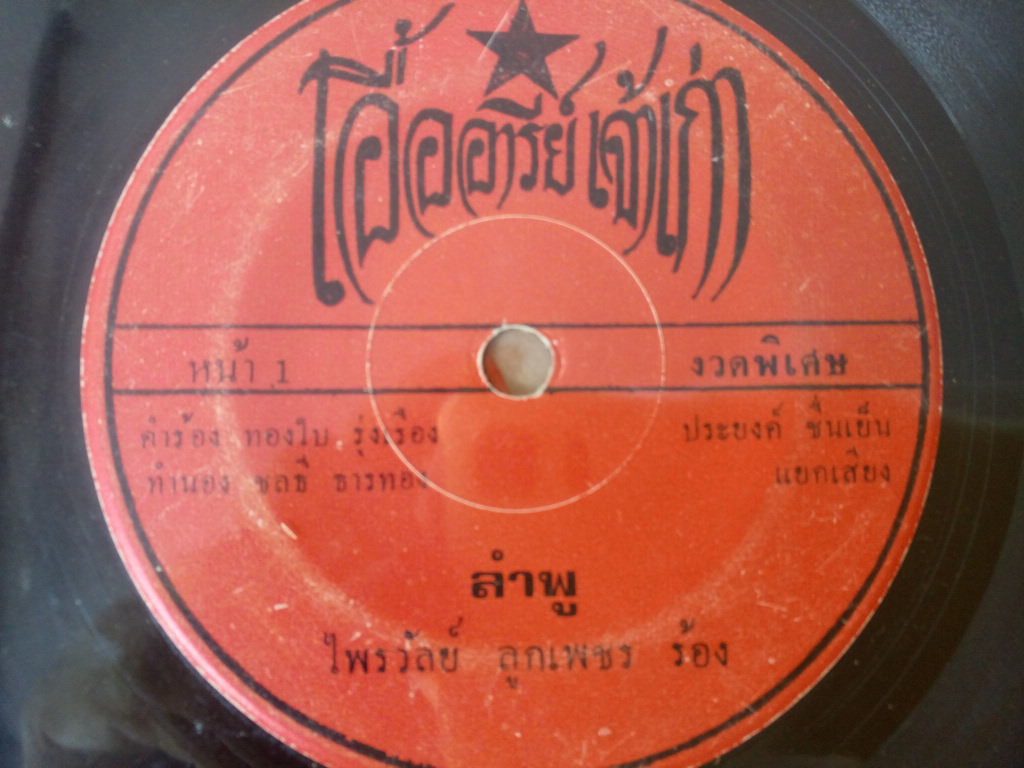 โอื้ออารีย์เจ้าเก่า
หน้า 1
งวดพิเศษ
คำร้อง ทองใบ รุ่งเรือง
ทำนอง ชลธี ธารทอง
ประยงค์ ชื่นเย็น
แยกเสียง
ลำพู
ไพรวัลย์ ลูกเพชร ร้อง